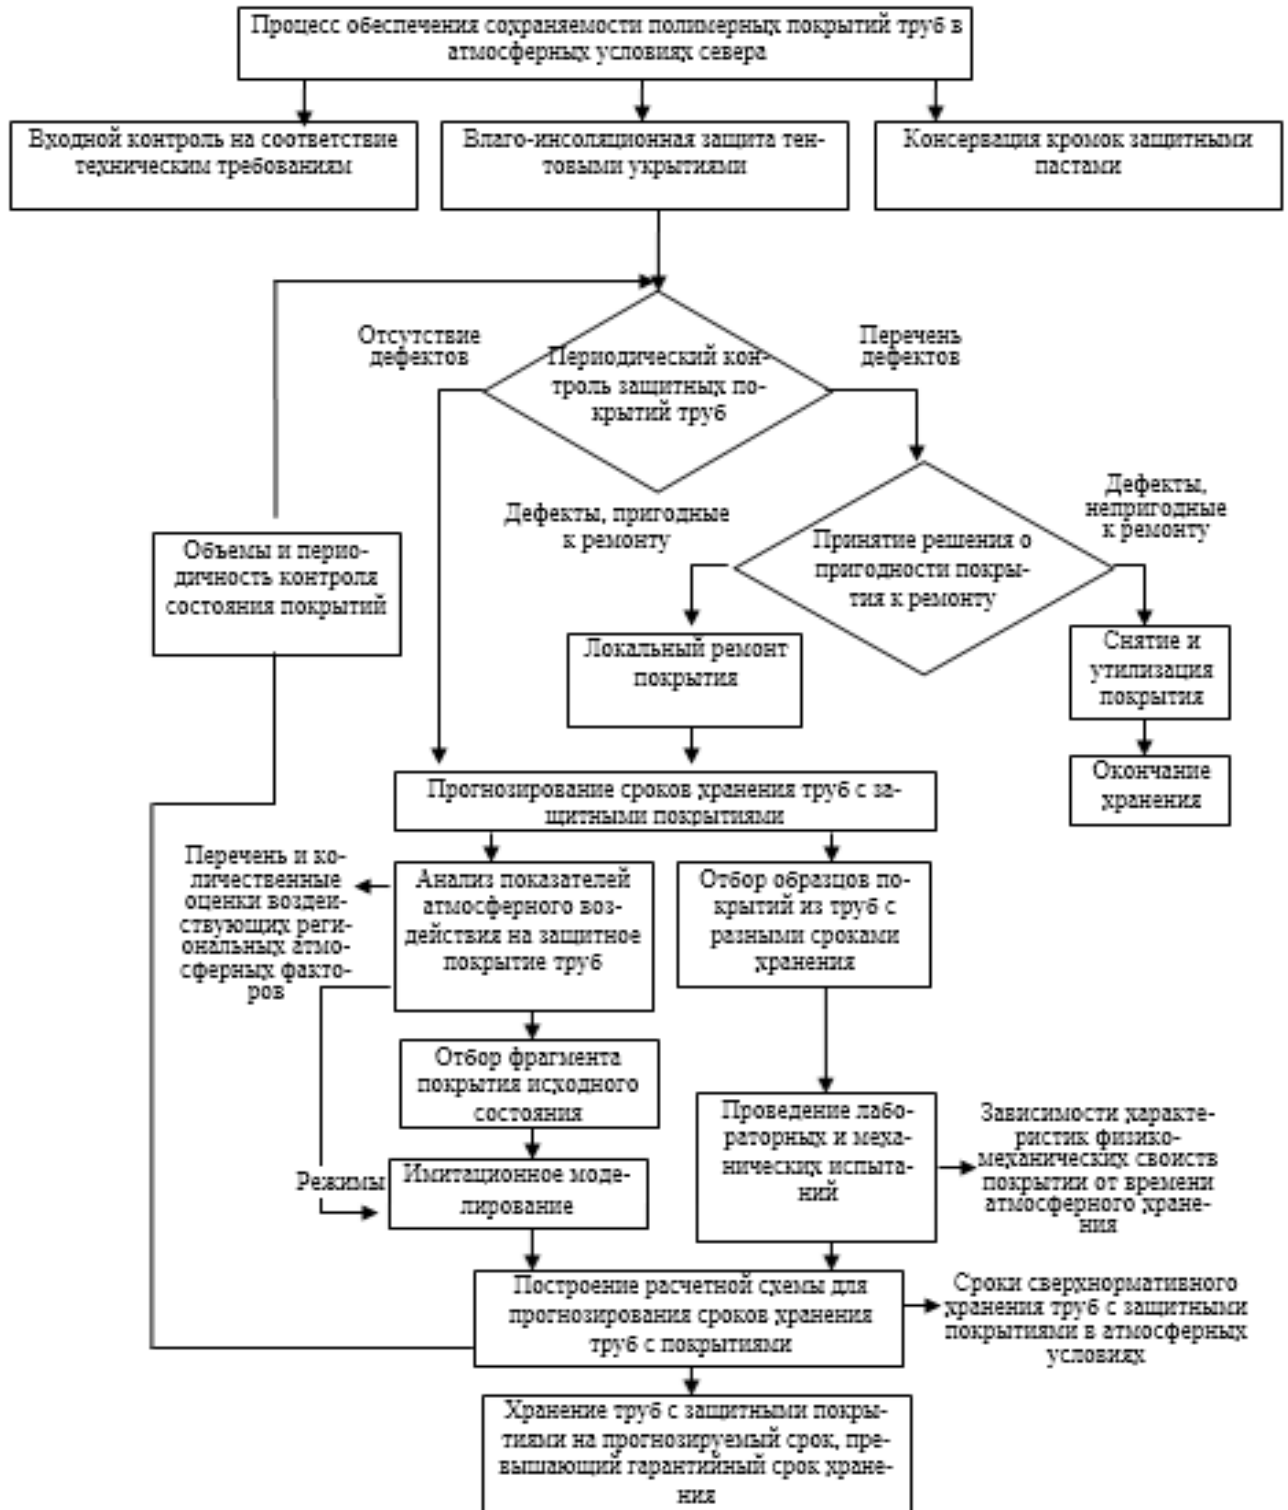 Процесс обеспечения сохраняемости полимерных покрытий труб в
атмосферных условиях севера
Входной контроль на соответствие
техническим требованиям
Влаго-инсоляционная защита тен-
товыми укрытиями
Консервация кромок защитными
пастами
Отсутствие
дефектов
Периодический кон-
троль защитных по-
крытий труб
Перечень
дефектов
Дефекты, пригодные
к ремонту
Принятие решения о
пригодности покры-
тия к ремонту
Дефекты,
непригодные
к ремонту
Объемы и перио-
дичность контроля
состояния покрытий
Локальный ремонт
покрытия
Снятие и
утилизация
покрытия
Окончание
хранения
Прогнозирование сроков хранения труб с за-
щитными покрытиями
Перечень и ко-
личественные
оценки воздей-
ствующих реги-
ональных атмо-
сферных факто-
ров
Анализ показателей
атмосферного воз-
действия на защитное
покрытие труб
Отбор образцов по-
крытий из труб с
разными сроками
хранения
Отбор фрагмента
покрытия исходного
состояния
Режимы
Имитационное моде-
лирование
Проведение лабо-
раторных и меха-
нических испыта-
ний
Зависимости характе-
ристик физико-
механических свойств
покрытии от времени
атмосферного хране-
ния
Построение расчетной схемы для
прогнозирования сроков хранения
труб с покрытиями
Сроки сверхнормативного
хранения труб с защитными
покрытиями в атмосферных
условиях
Хранение труб с защитными покры-
тиями на прогнозируемый срок, пре-
вышающий гарантийный срок хране-
ния